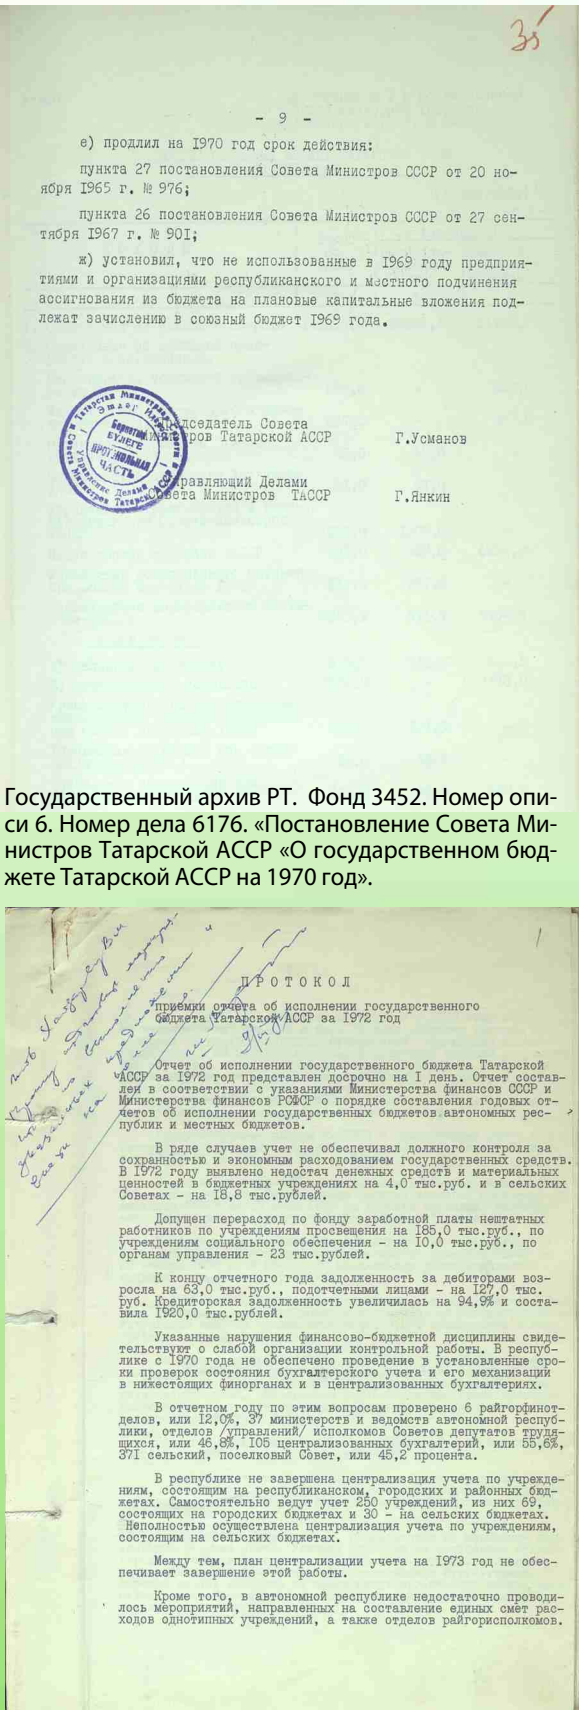 35
- 9 -
е) продлил на 1970 год срок действия:
пункта 27 постановления Совета Министров СССР от 20 но-
ября 1965 г. № 976;
пункта 26 постановления Совета Министров СССР от 27 сен-
тября 1967 г. № 901;
ж) установил, что не использованные в 1969 году предприя-
тиями и организациями республиканского и местного подчинения
ассигнования из бюджета на плановые капитальные вложения под-
лежат зачислению в союзный бюджет 1969 года.
Председатель Совета
Министров Татарской АССР Г.Усманов
Управляющий Делами
Совета Министров ТАССР Г.Янкин
БҮЛЕГЕ
ПРОТОКОЛЬНАЯ
ЧАСТЬ
Управление Делами
Государственный архив РТ. Фонд 3452. Номер опи-
си 6. Номер дела 6176. «Постановление Совета Ми-
нистров Татарской АССР «О государственном бюд-
жете Татарской АССР на 1970 год».
1
ПРОТОКОЛ
приемки отчета об исполнении государственного
бюджета Татарской АССР за 1972 год
Отчет об исполнении государственного бюджета Татарской
АССР за 1972 год представлен досрочно на 1 день. Отчет состав-
лен в соответствии с указаниями Министерства финансов СССР и
Министерства финансов РСФСР о порядке составления годовых от-
четов об исполнении государственных бюджетов автономных рес-
публик и местных бюджетов.
В ряде случаев учет не обеспечивал должного контроля за
сохранностью и экономным расходованием государственных средств.
В 1972 году выявлено недостач денежных средств и материальных
ценностей в бюджетных учреждениях на 4,0 тыс.руб. и в сельских
Советах - на 18,8 тыс.рублей.
Допущен перерасход по фонду заработной платы нештатных
работников по учреждениям просвещения на 185,0 тыс.руб., по
учреждениям социального обеспечения - на 10,0 тыс.руб., по
органам управления - 23 тыс.рублей.
К концу отчетного года задолженность за дебиторами воз-
росла на 63,0 тыс.руб., подотчетными лицами - на 127,0 тыс.
руб. Кредиторская задолженность увеличилась на 94,9% и соста-
вила 1920,0 тыс.рублей.
Указанные нарушения финансово-бюджетной дисциплины свиде-
тельствуют о слабой организации контрольной работы. В респуб-
лике с 1970 года не обеспечено проведение в установленные сро-
ки проверок состояния бухгалтерского учета и его механизации
в нижестоящих финорганах и в централизованных бухгалтериях.
В отчетном году по этим вопросам проверено 6 райгорфинот-
делов, или 12,0%, 37 министерств и ведомств автономной респуб-
лики, отделов /управлений/ исполкомов Советов депутатов трудя-
щихся, или 46,8%, 105 централизованных бухгалтерий, или 55,6%,
371 сельский, поселковый Совет, или 45,2 процента.
В республике не завершена централизация учета по учрежде-
ниям, состоящим на республиканском, городских и районных бюд-
жетах. Самостоятельно ведут учет 250 учреждений, из них 69,
состоящих на городских бюджетах и 30 - на сельских бюджетах.
Неполностью осуществлена централизация учета по учреждениям,
состоящим на сельских бюджетах.
Между тем, план централизации учета на 1973 год не обес-
печивает завершение этой работы.
Кроме того, в автономной республике недостаточно проводи-
лось мероприятий, направленных на составление единых смет рас-
ходов однотипных учреждений, а также отделов райгорисполкомов.